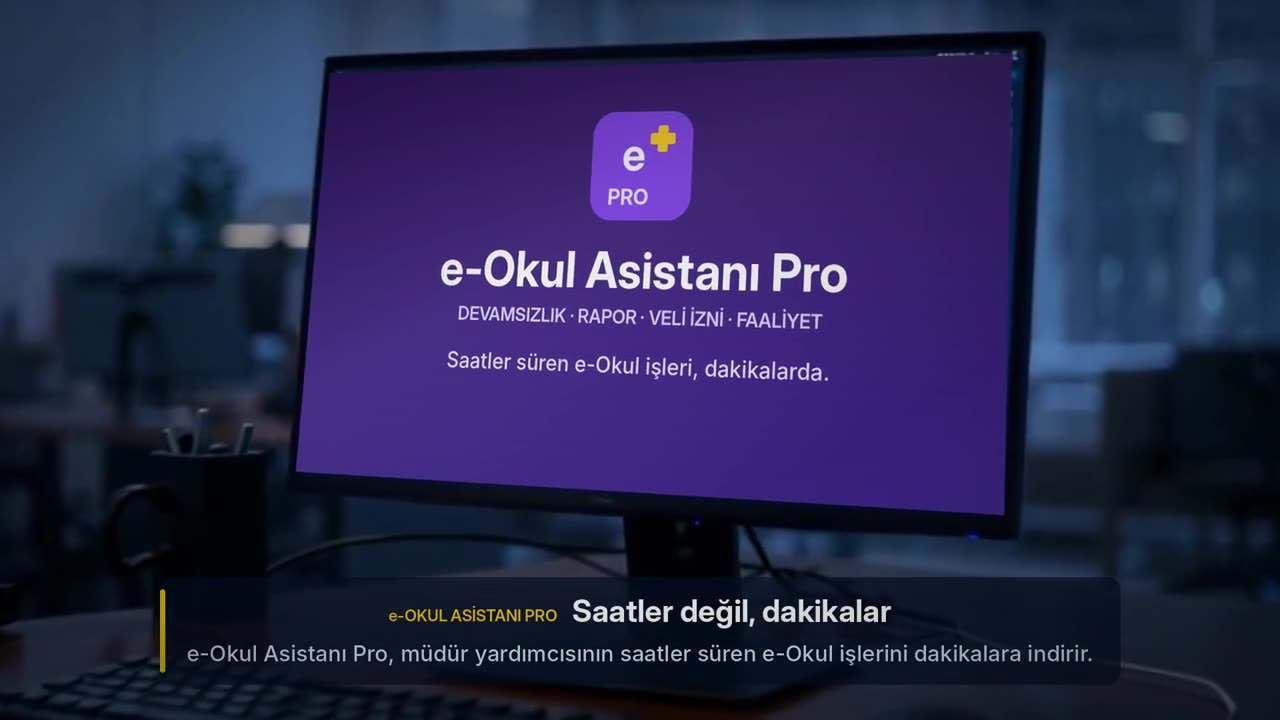 e
PRO
e-Okul Asistanı Pro
DEVAMSIZLIK · RAPOR · VELİ İZNİ · FAALİYET
Saatler süren e-Okul işleri, dakikalarda.
e-OKUL ASİSTANI PRO Saatler değil, dakikalar
e-Okul Asistanı Pro, müdür yardımcısının saatler süren e-Okul işlerini dakikalara indirir.